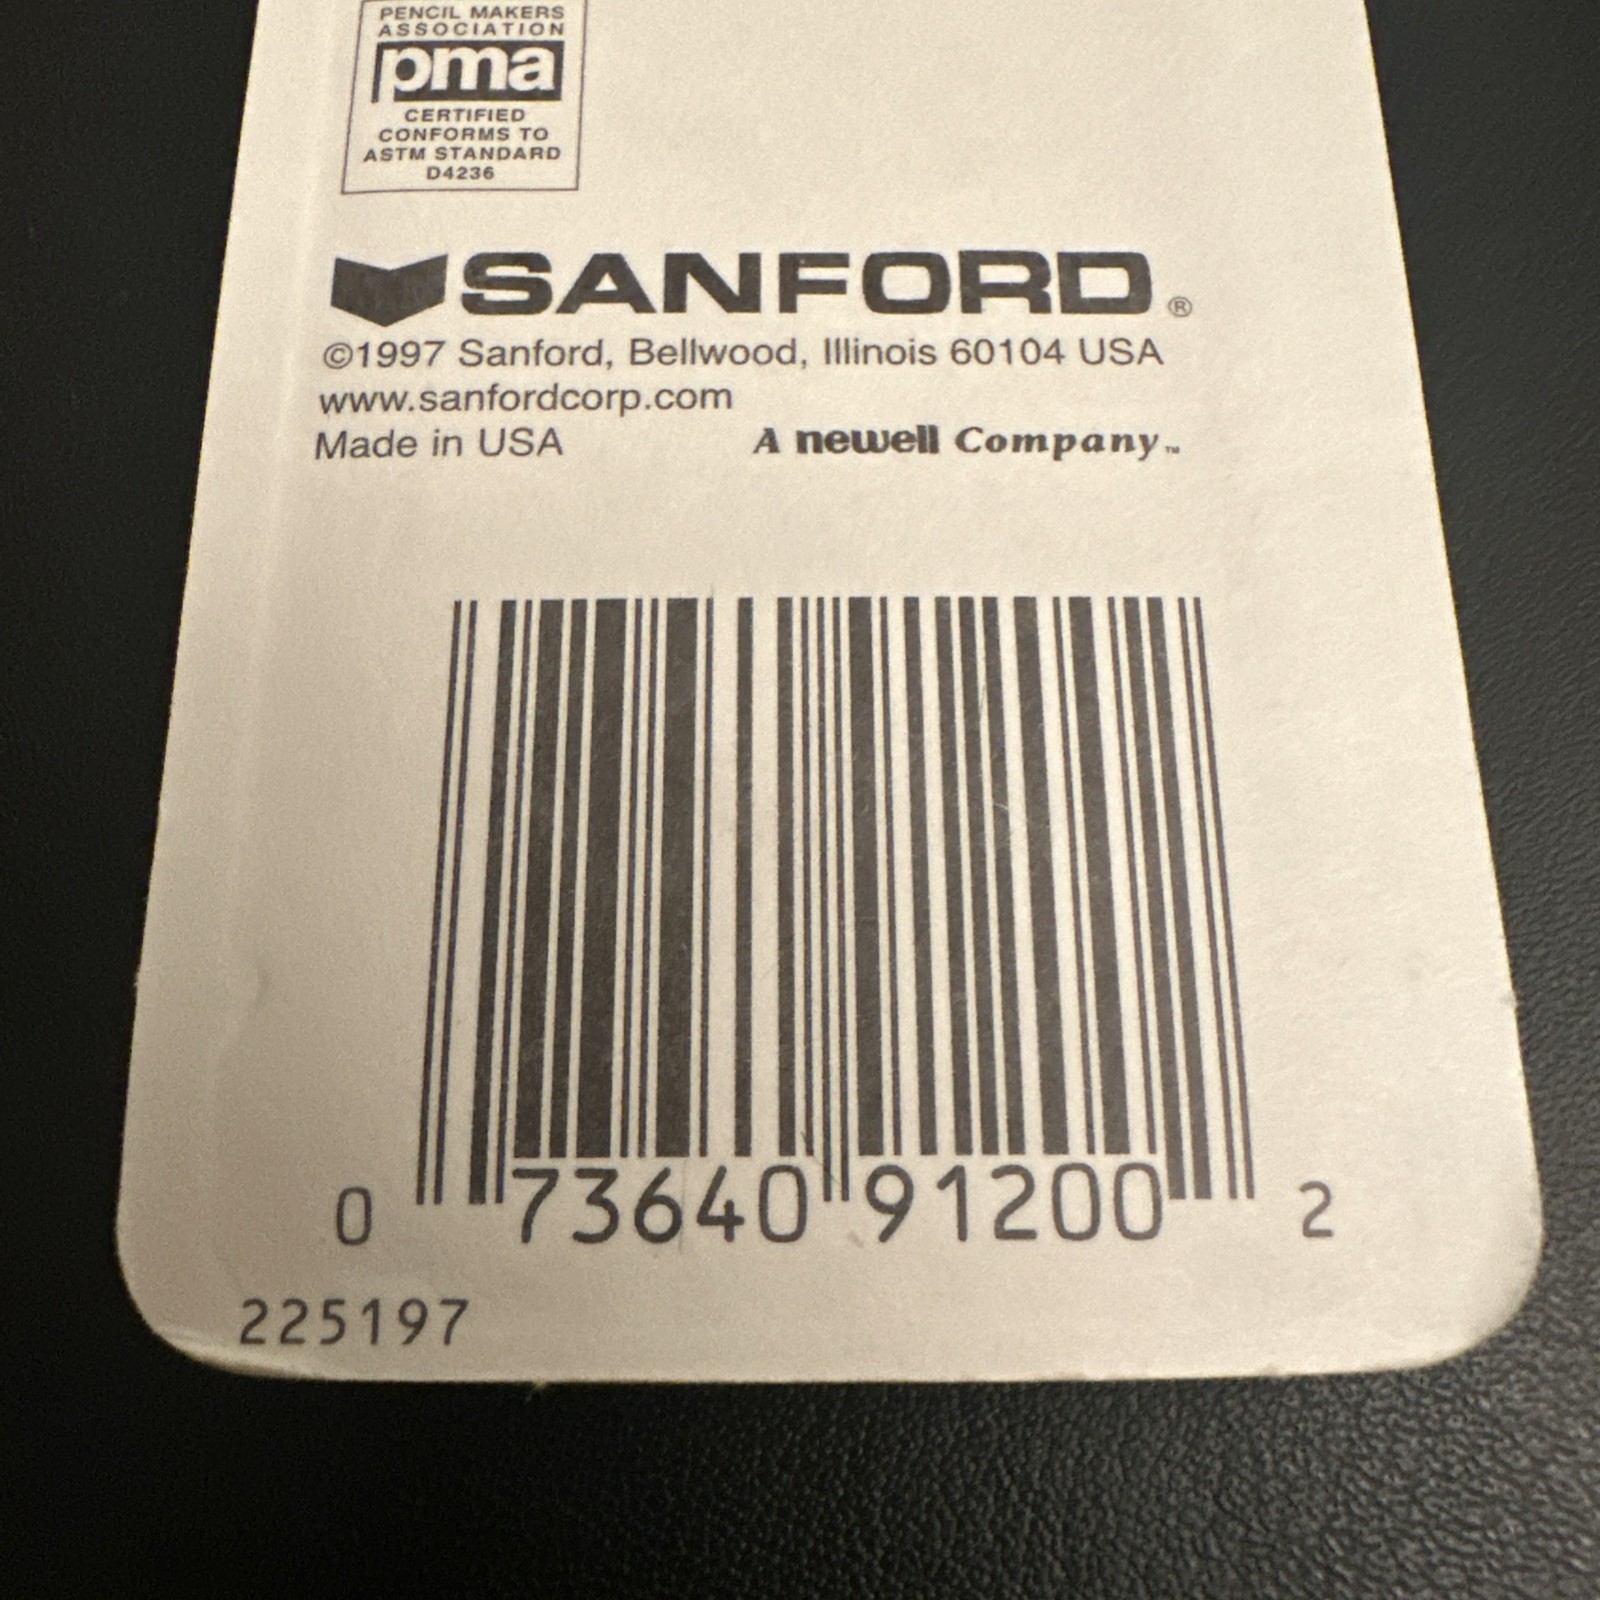 PENCIL MAKERS
ASSOCIATION
pma
CERTIFIED
CONFORMS TO
ASTM STANDARD
D4236
SANFORD®
©1997 Sanford, Bellwood, Illinois 60104 USA
www.sanfordcorp.com
Made in USA A newell Company™
0 73640 91200 2
225197